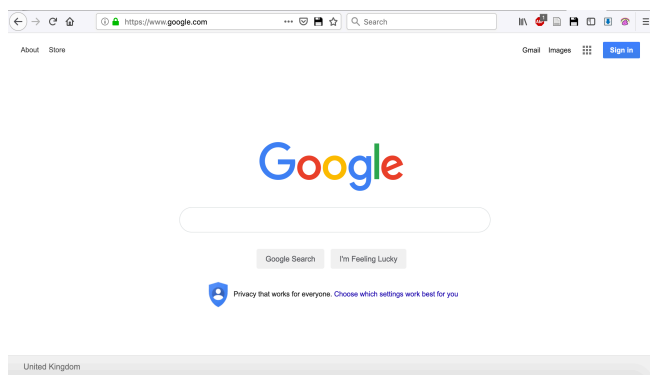 https://www.google.com
Search
About Store
Gmail Images Sign in
Google
Google Search I'm Feeling Lucky
Privacy that works for everyone. Choose which settings work best for you
United Kingdom